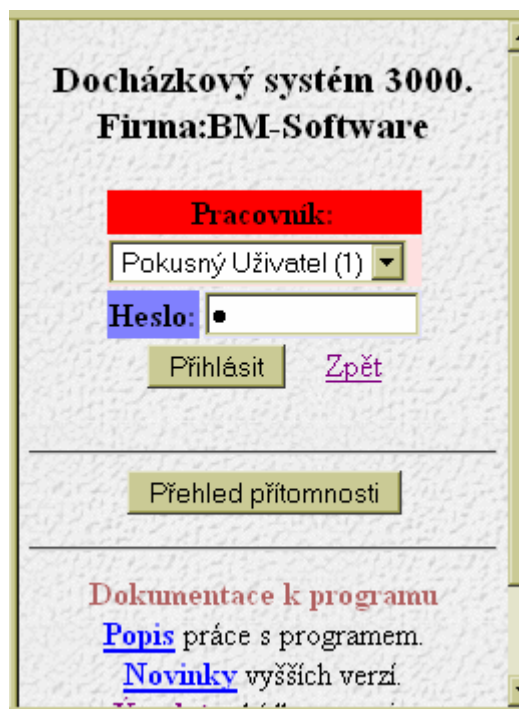 Docházkový systém 3000.
Firma:BM-Software
Pracovník:
Pokusný Uživatel (1)
Heslo: ●
Přihlásit Zpět
Přehled přítomnosti
Dokumentace k programu
Popis práce s programem.
Novinky vyšších verzí.